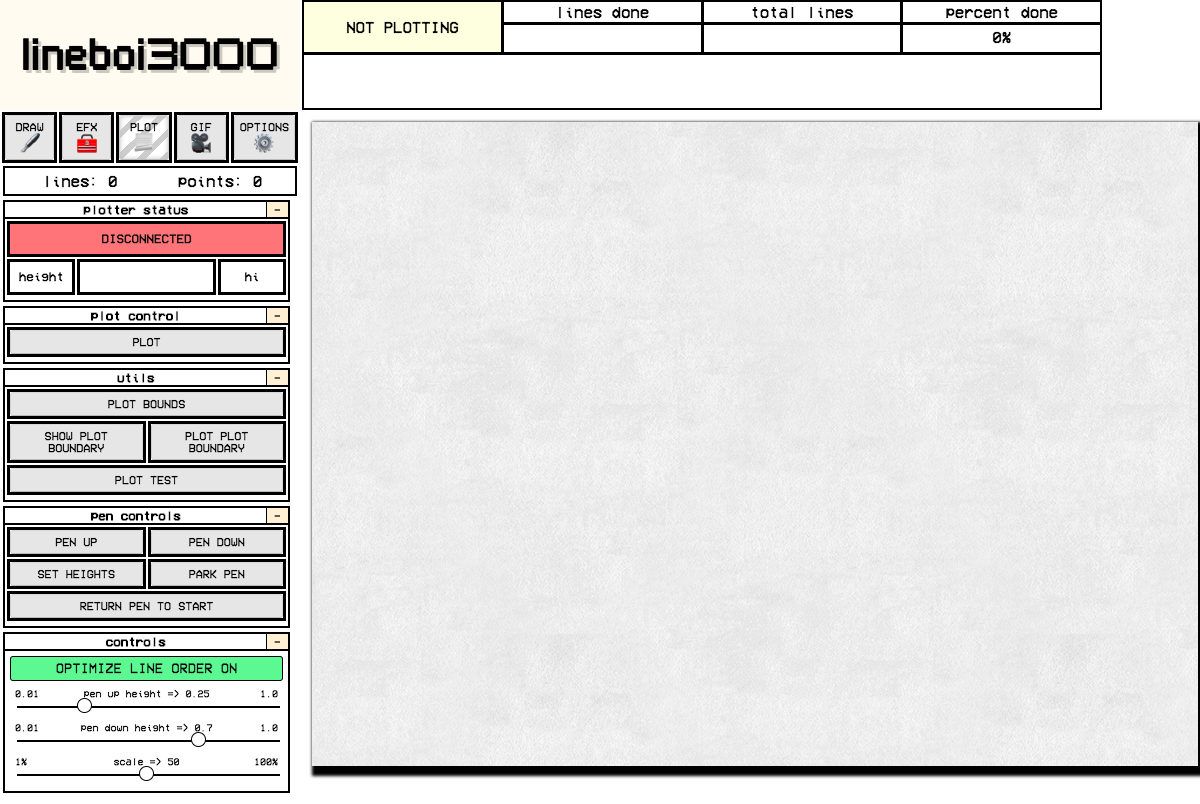 lineboi3000
NOT PLOTTING
lines done
total lines
percent done
0%
DRAW
EFX
PLOT
GIF
OPTIONS
lines: 0 points: 0
plotter status -
DISCONNECTED
height hi
plot control -
PLOT
utils -
PLOT BOUNDS
SHOW PLOT
BOUNDARY
PLOT PLOT
BOUNDARY
PLOT TEST
pen controls -
PEN UP
PEN DOWN
SET HEIGHTS
PARK PEN
RETURN PEN TO START
controls -
OPTIMIZE LINE ORDER ON
0.01 pen up height => 0.25 1.0
0.01 pen down height => 0.7 1.0
1% scale => 50 100%